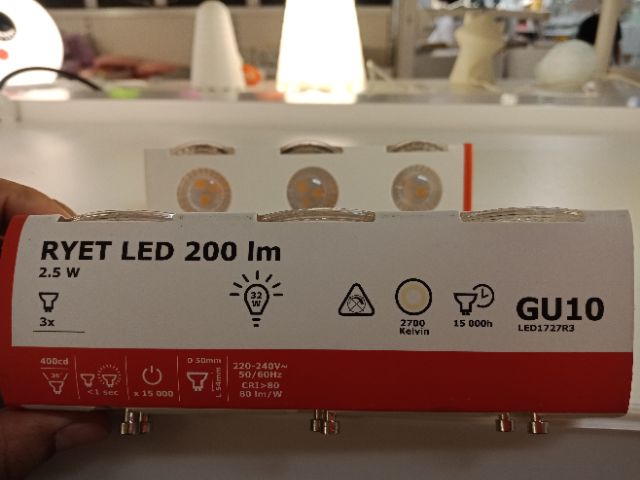 RYET LED 200 lm
2.5 W
3x
32
W
2700
Kelvin
15 000h
GU10
LED1727R3
400cd
36°
<1 sec
x 15 000
D 50mm
L 54mm
220-240V~
50/60Hz
CRI>80
80 lm/W